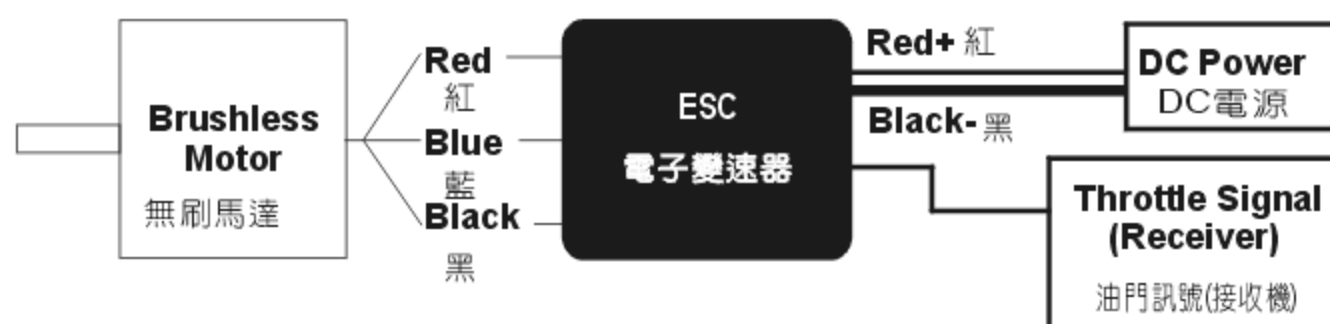 Brushless
Motor
無刷馬達
Red
紅
Blue
藍
Black
黑
ESC
電子變速器
Red+ 紅
Black- 黑
DC Power
DC電源
Throttle Signal
(Receiver)
油門訊號(接收機)